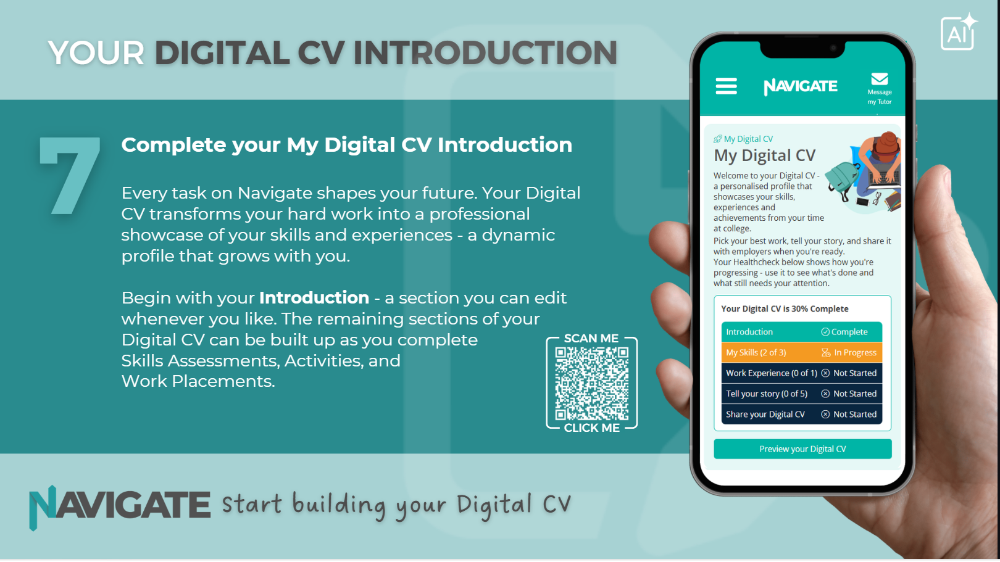 YOUR DIGITAL CV INTRODUCTION
AI
7
Complete your My Digital CV Introduction
Every task on Navigate shapes your future. Your Digital
CV transforms your hard work into a professional
showcase of your skills and experiences - a dynamic
profile that grows with you.
Begin with your Introduction - a section you can edit
whenever you like. The remaining sections of your
Digital CV can be built up as you complete
Skills Assessments, Activities, and
Work Placements.
SCAN ME
CLICK ME
NAVIGATE
Message
my Tutor
My Digital CV
My Digital CV
Welcome to your Digital CV -
a personalised profile that
showcases your skills,
experiences and
achievements from your time
at college.
Pick your best work, tell your story, and share it
with employers when you're ready.
Your Healthcheck below shows how you're
progressing - use it to see what's done and
what still needs your attention.
Your Digital CV is 30% Complete
Introduction Complete
My Skills (2 of 3) In Progress
Work Experience (0 of 1) Not Started
Tell your story (0 of 5) Not Started
Share your Digital CV Not Started
Preview your Digital CV
NAVIGATE Start building your Digital CV